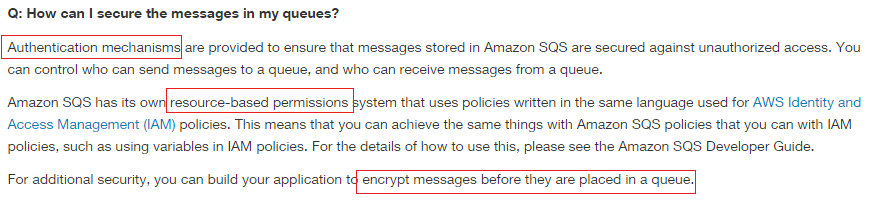 Q: How can I secure the messages in my queues?
Authentication mechanisms are provided to ensure that messages stored in Amazon SQS are secured against unauthorized access. You
can control who can send messages to a queue, and who can receive messages from a queue.
Amazon SQS has its own resource-based permissions system that uses policies written in the same language used for AWS Identity and
Access Management (IAM) policies. This means that you can achieve the same things with Amazon SQS policies that you can with IAM
policies, such as using variables in IAM policies. For the details of how to use this, please see the Amazon SQS Developer Guide.
For additional security, you can build your application to encrypt messages before they are placed in a queue.